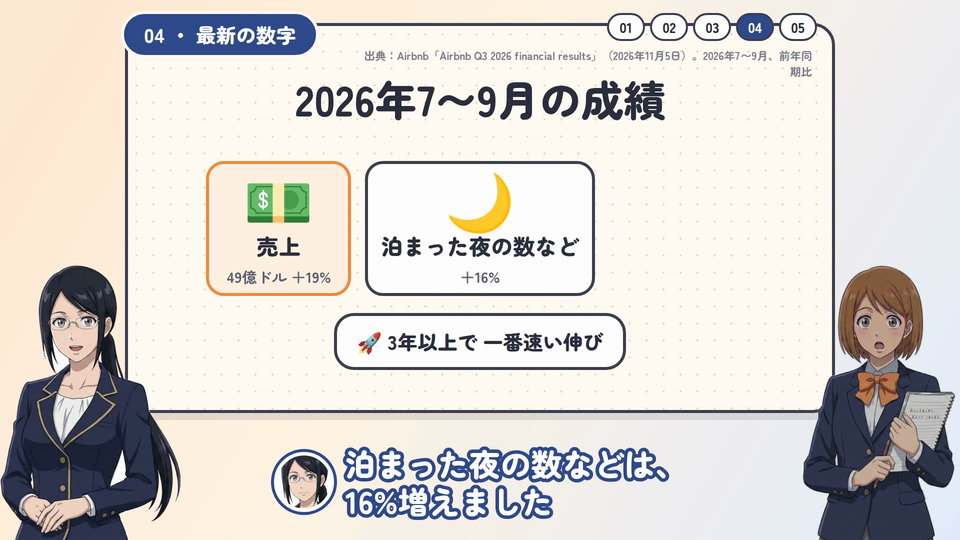 04 ・ 最新の数字
01 02 03 04 05
出典：Airbnb「Airbnb Q3 2026 financial results」（2026年11月5日）。2026年7〜9月、前年同
期比
2026年7〜9月の成績
売上
49億ドル ＋19%
泊まった夜の数など
＋16%
3年以上で 一番速い伸び
泊まった夜の数などは、
16%増えました